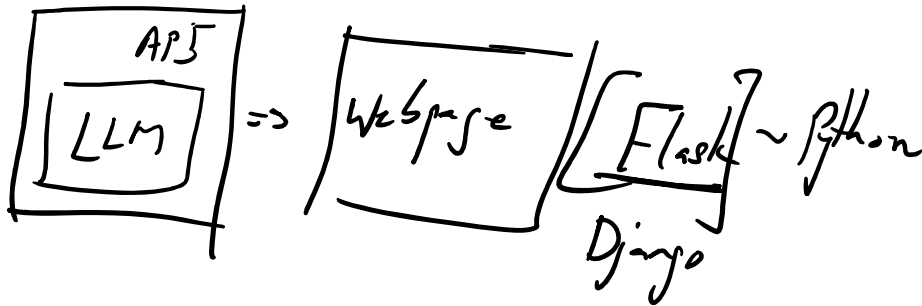 API
LLM
=>
Webpage
/
[Flask]
~ Python
Django